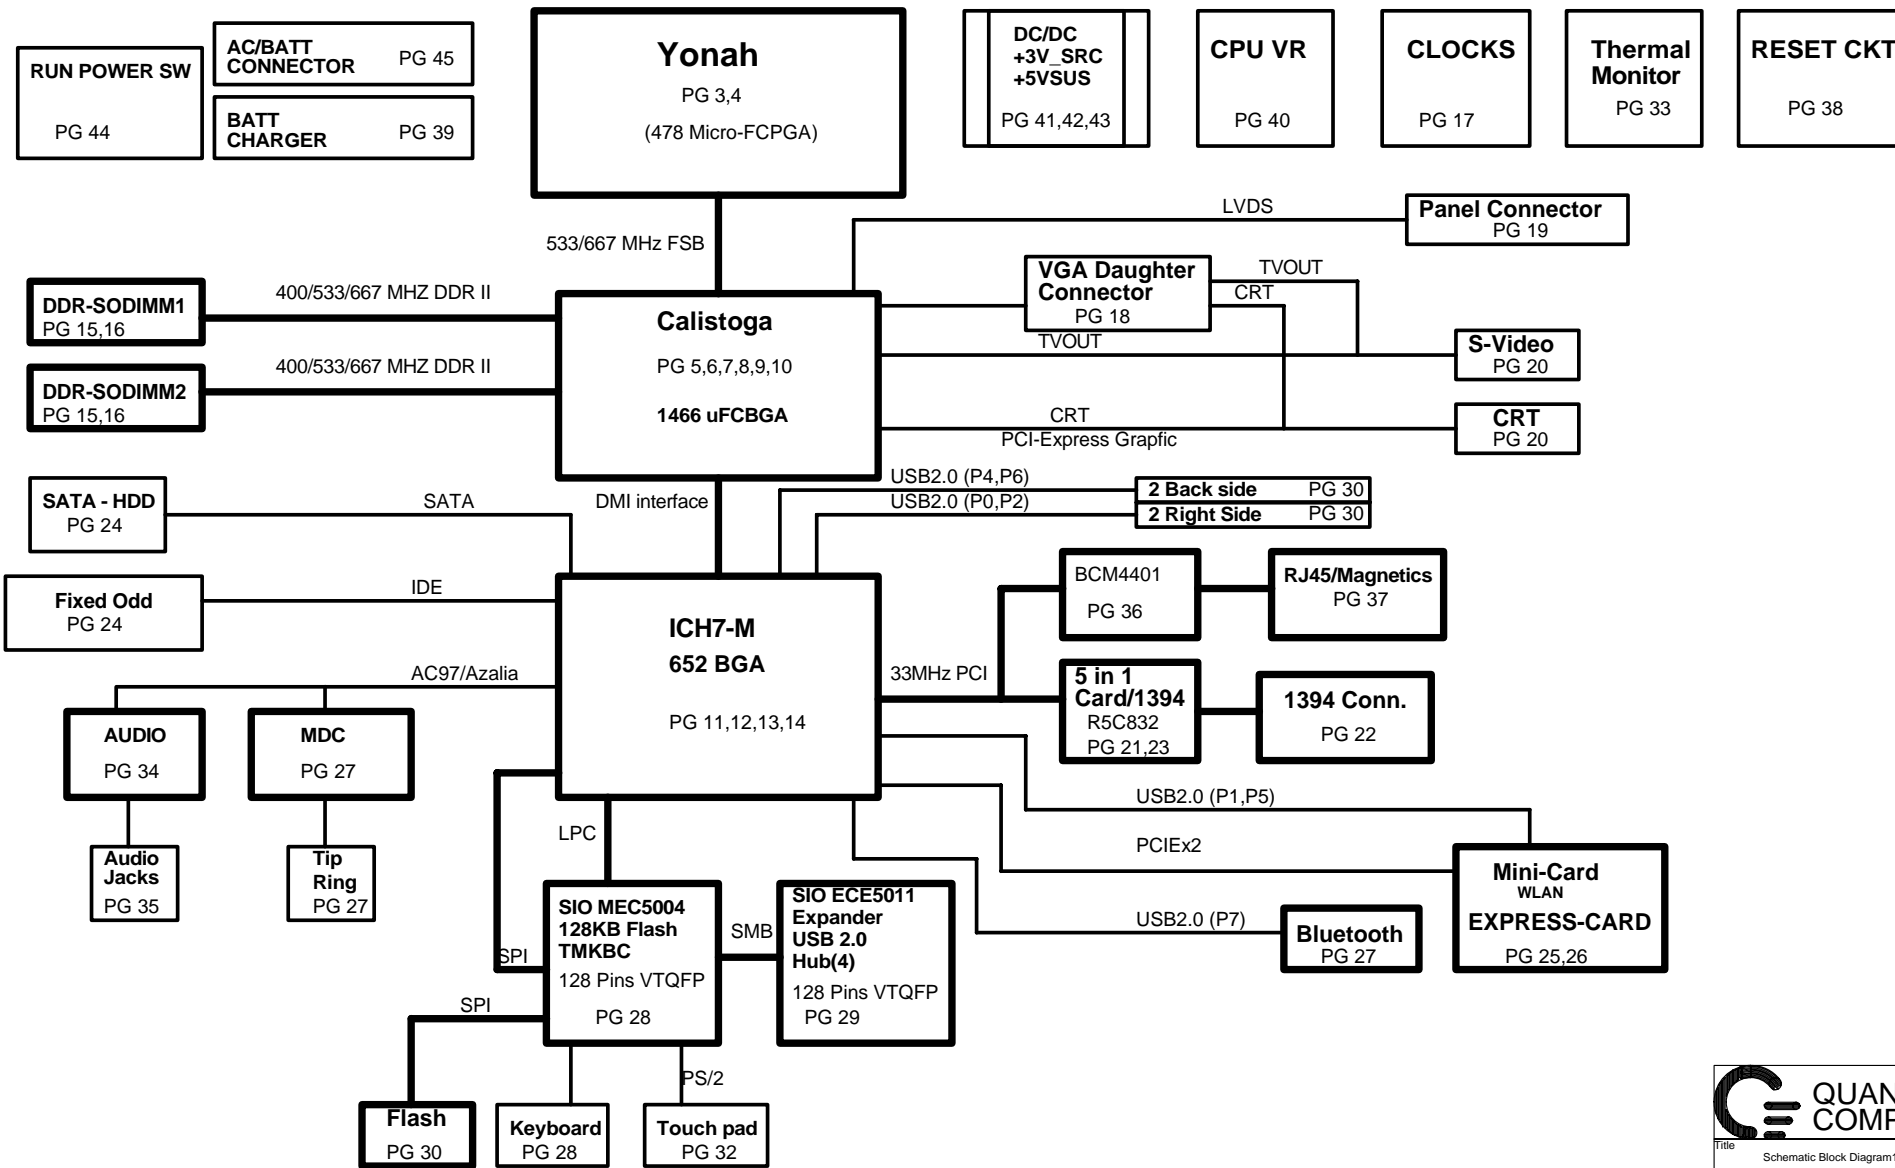 RUN POWER SW
PG 44
AC/BATT
CONNECTOR
PG 45
BATT
CHARGER
PG 39
Yonah
PG 3,4
(478 Micro-FCPGA)
DC/DC
+3V_SRC
+5VSUS
PG 41,42,43
CPU VR
PG 40
CLOCKS
PG 17
Thermal
Monitor
PG 33
RESET CKT
PG 38
LVDS
Panel Connector
PG 19
533/667 MHz FSB
VGA Daughter
Connector
PG 18
TVOUT
CRT
DDR-SODIMM1
PG 15,16
400/533/667 MHZ DDR II
DDR-SODIMM2
PG 15,16
400/533/667 MHZ DDR II
Calistoga
PG 5,6,7,8,9,10
1466 uFCBGA
TVOUT
S-Video
PG 20
CRT
PCI-Express Grapfic
CRT
PG 20
SATA - HDD
PG 24
SATA
DMI interface
USB2.0 (P4,P6)
USB2.0 (P0,P2)
2 Back side PG 30
2 Right Side PG 30
Fixed Odd
PG 24
IDE
ICH7-M
652 BGA
PG 11,12,13,14
33MHz PCI
BCM4401
PG 36
RJ45/Magnetics
PG 37
5 in 1
Card/1394
R5C832
PG 21,23
1394 Conn.
PG 22
AC97/Azalia
AUDIO
PG 34
MDC
PG 27
Audio
Jacks
PG 35
Tip
Ring
PG 27
LPC
USB2.0 (P1,P5)
PCIEx2
Mini-Card
WLAN
EXPRESS-CARD
PG 25,26
USB2.0 (P7)
Bluetooth
PG 27
SPI
SIO MEC5004
128KB Flash
TMKBC
128 Pins VTQFP
PG 28
SMB
SIO ECE5011
Expander
USB 2.0
Hub(4)
128 Pins VTQFP
PG 29
SPI
PS/2
Flash
PG 30
Keyboard
PG 28
Touch pad
PG 32
QUAN
COMP
Title
Schematic Block Diagram1